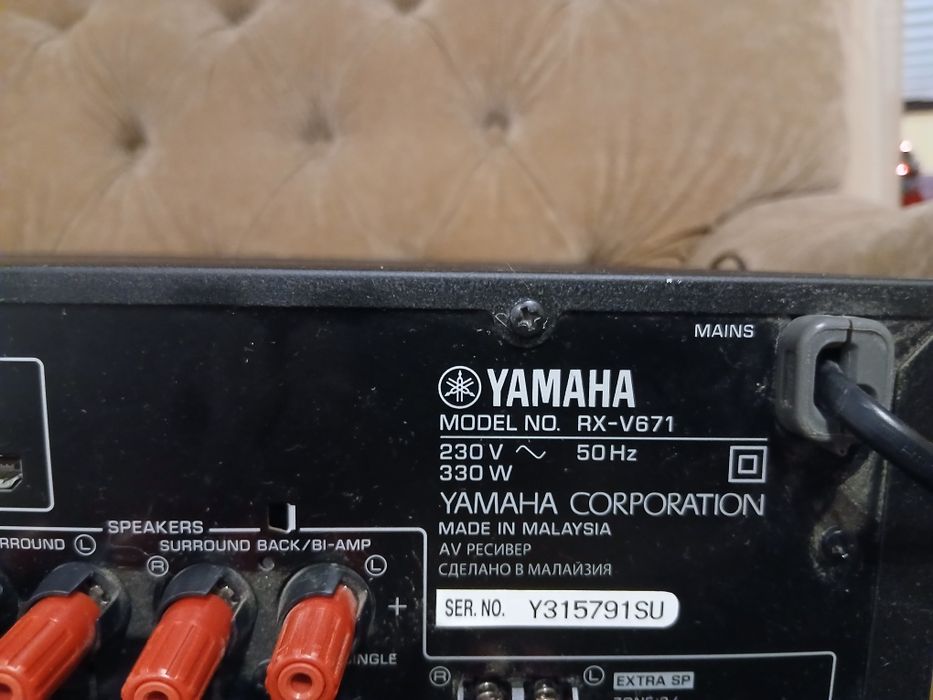 MAINS
YAMAHA
MODEL NO. RX-V671
230 V ~ 50 Hz
330 W
YAMAHA CORPORATION
MADE IN MALAYSIA
AV РЕСИВЕР
СДЕЛАНО В МАЛАЙЗИЯ
SER. NO. Y315791SU
SPEAKERS
RROUND L
SURROUND BACK/BI-AMP
R L
+
INGLE
R L EXTRA SP